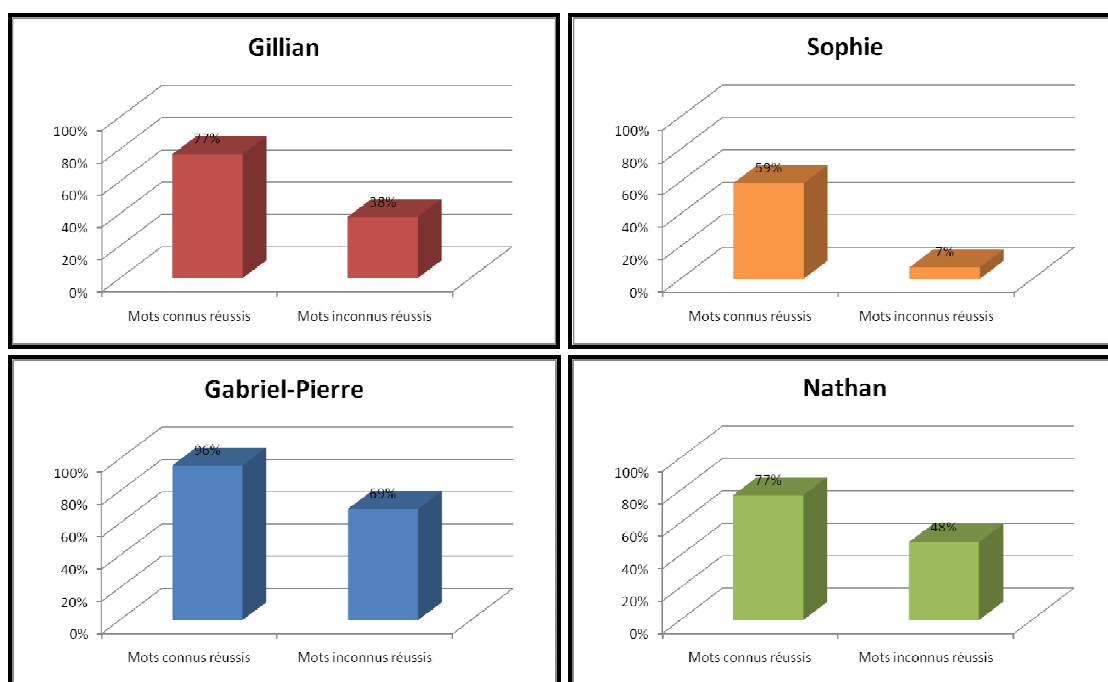 Gillian
100%
80%
60%
40%
20%
0%
77%
38%
Mots connus réussis
Mots inconnus réussis
Sophie
100%
80%
60%
40%
20%
0%
59%
7%
Mots connus réussis
Mots inconnus réussis
Gabriel-Pierre
100%
80%
60%
40%
20%
0%
96%
69%
Mots connus réussis
Mots inconnus réussis
Nathan
100%
80%
60%
40%
20%
0%
77%
48%
Mots connus réussis
Mots inconnus réussis